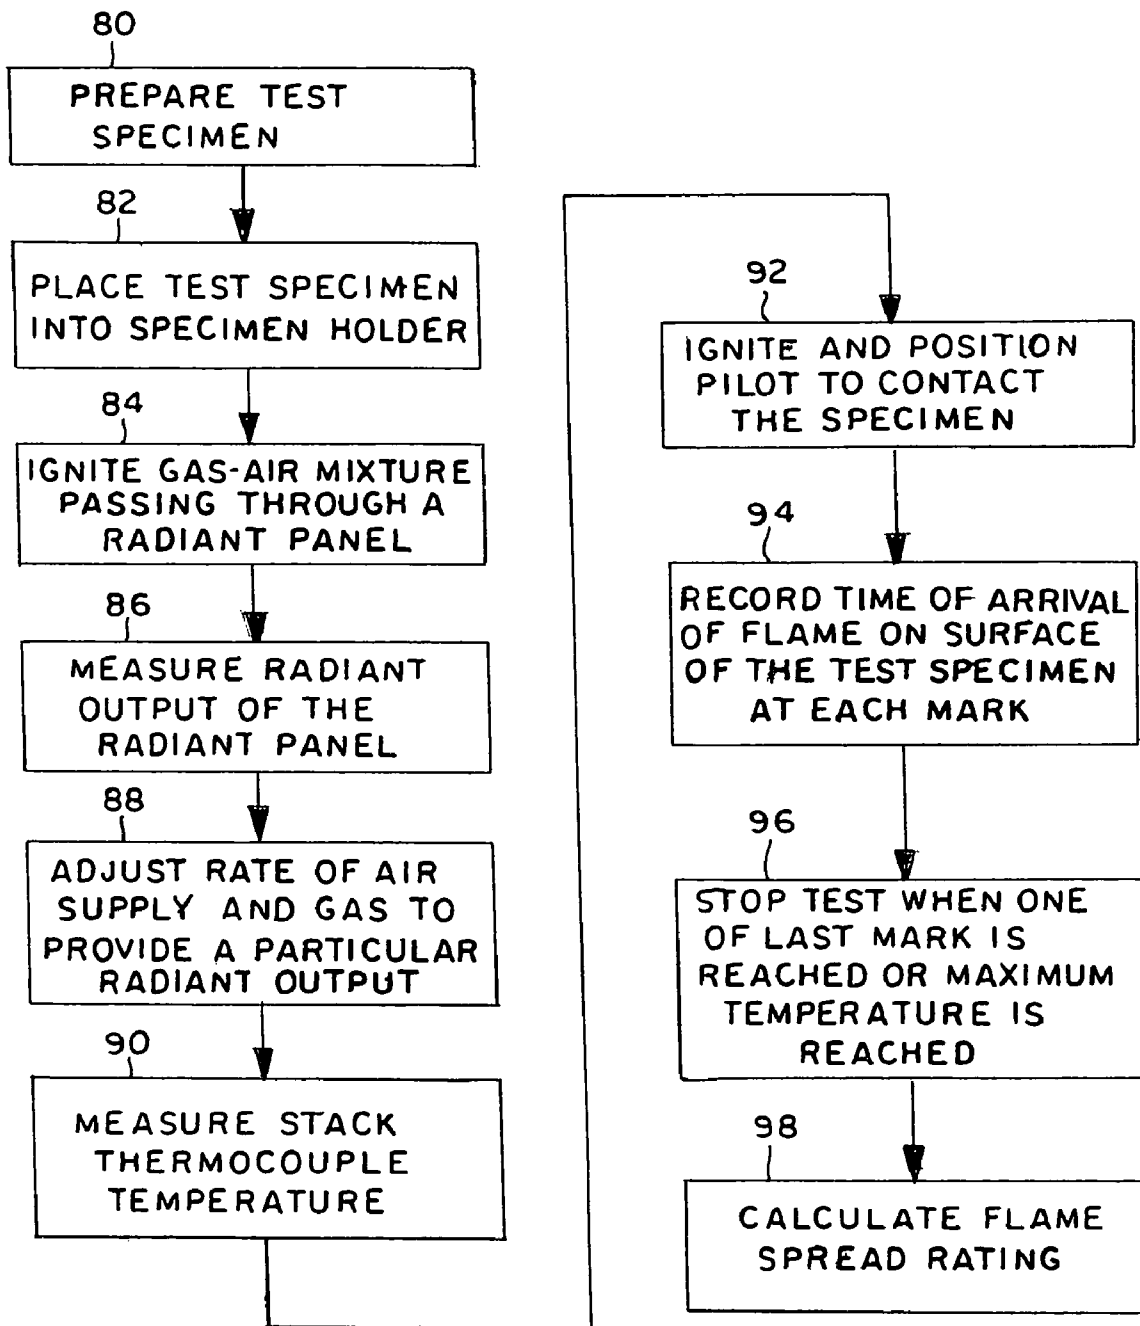 80
PREPARE TEST
SPECIMEN
82
PLACE TEST SPECIMEN
INTO SPECIMEN HOLDER
84
IGNITE GAS-AIR MIXTURE
PASSING THROUGH A
RADIANT PANEL
86
MEASURE RADIANT
OUTPUT OF THE
RADIANT PANEL
88
ADJUST RATE OF AIR
SUPPLY AND GAS TO
PROVIDE A PARTICULAR
RADIANT OUTPUT
90
MEASURE STACK
THERMOCOUPLE
TEMPERATURE
92
IGNITE AND POSITION
PILOT TO CONTACT
THE SPECIMEN
94
RECORD TIME OF ARRIVAL
OF FLAME ON SURFACE
OF THE TEST SPECIMEN
AT EACH MARK
96
STOP TEST WHEN ONE
OF LAST MARK IS
REACHED OR MAXIMUM
TEMPERATURE IS
REACHED
98
CALCULATE FLAME
SPREAD RATING